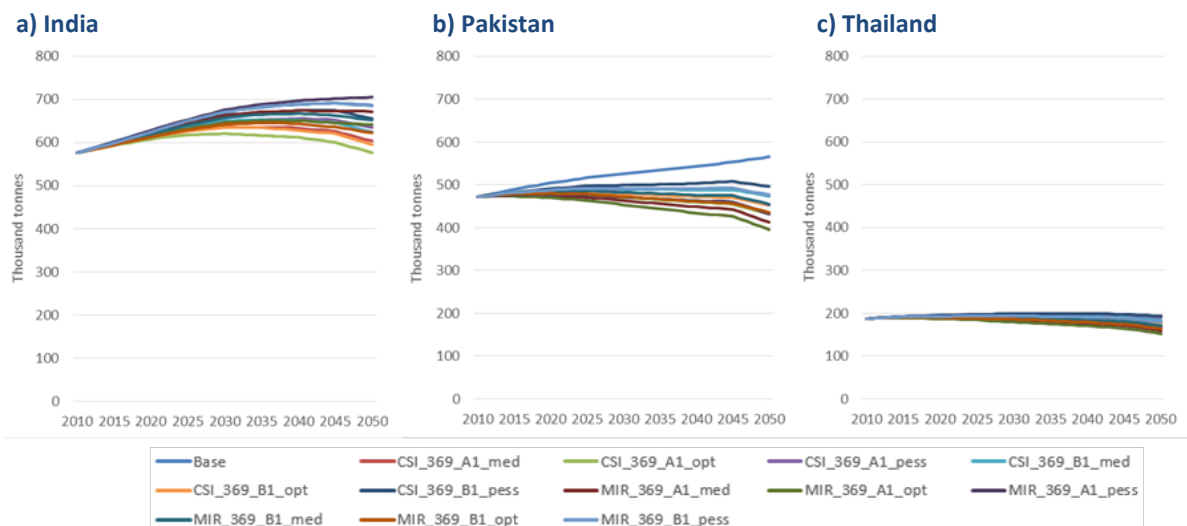 a) India
b) Pakistan
c) Thailand
800
700
600
500
400
300
200
100
0
Thousand tonnes
2010 2015 2020 2025 2030 2035 2040 2045 2050
800
700
600
500
400
300
200
100
0
Thousand tonnes
2010 2015 2020 2025 2030 2035 2040 2045 2050
800
700
600
500
400
300
200
100
0
Thousand tonnes
2010 2015 2020 2025 2030 2035 2040 2045 2050
Base CSI_369_A1_med CSI_369_A1_opt CSI_369_A1_pess CSI_369_B1_med
CSI_369_B1_opt CSI_369_B1_pess MIR_369_A1_med MIR_369_A1_opt MIR_369_A1_pess
MIR_369_B1_med MIR_369_B1_opt MIR_369_B1_pess